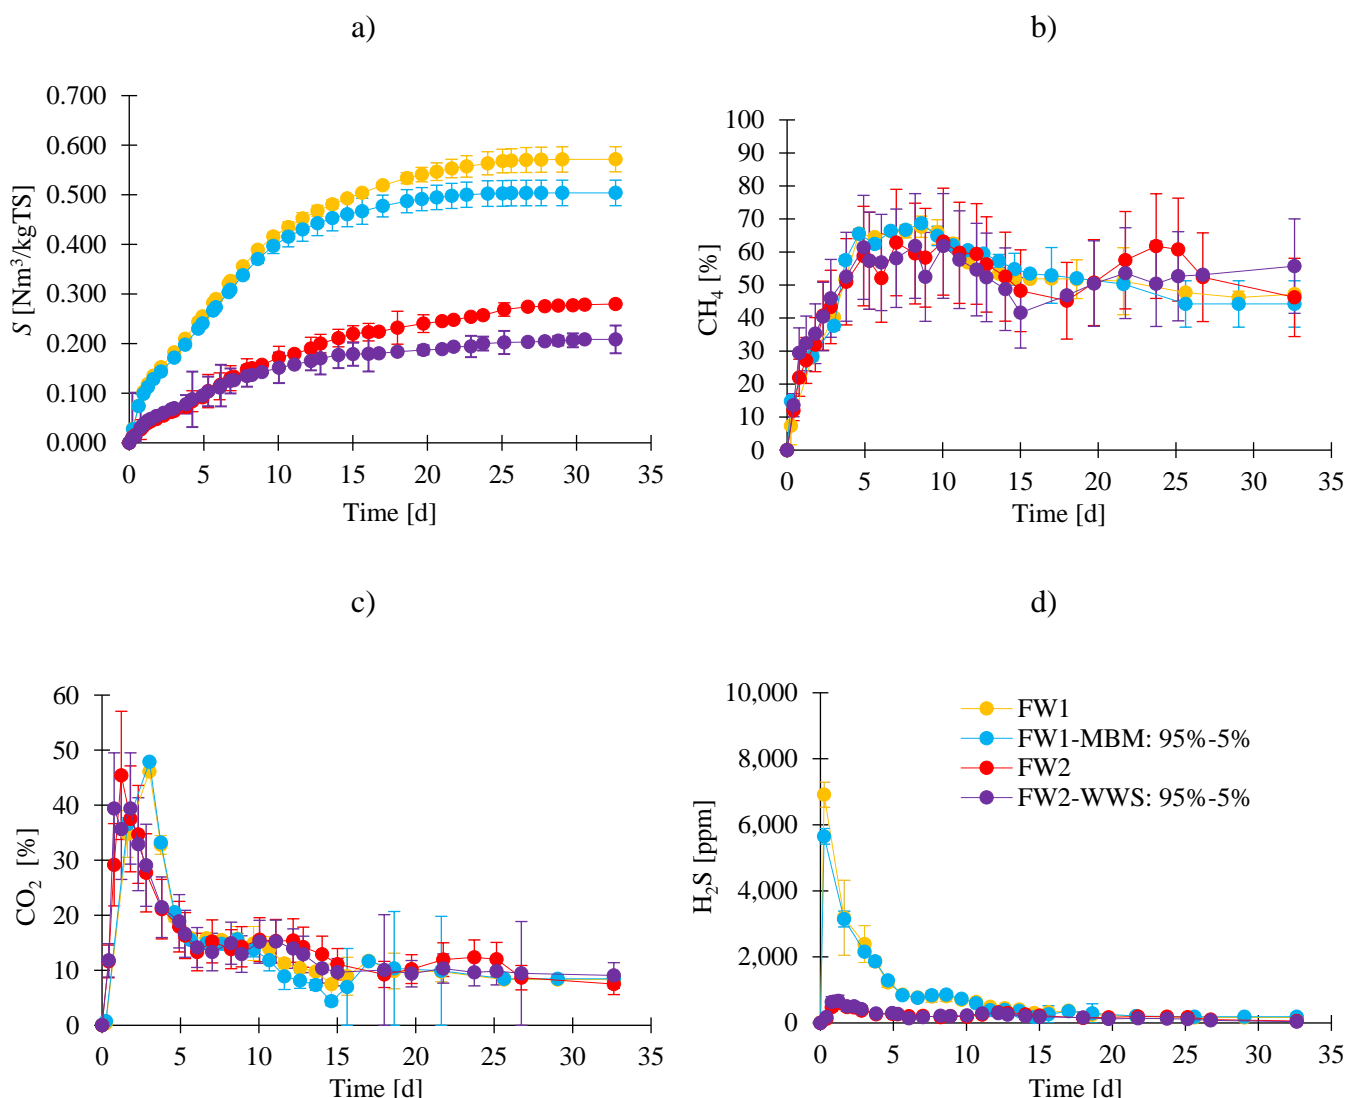 a)
S [Nm³/kgTS]
0.700
0.600
0.500
0.400
0.300
0.200
0.100
0.000
0 5 10 15 20 25 30 35
Time [d]
b)
CH₄ [%]
100
90
80
70
60
50
40
30
20
10
0
0 5 10 15 20 25 30 35
Time [d]
c)
CO₂ [%]
60
50
40
30
20
10
0
0 5 10 15 20 25 30 35
Time [d]
d)
H₂S [ppm]
10,000
8,000
6,000
4,000
2,000
0
0 5 10 15 20 25 30 35
Time [d]
FW1
FW1-MBM: 95%-5%
FW2
FW2-WWS: 95%-5%